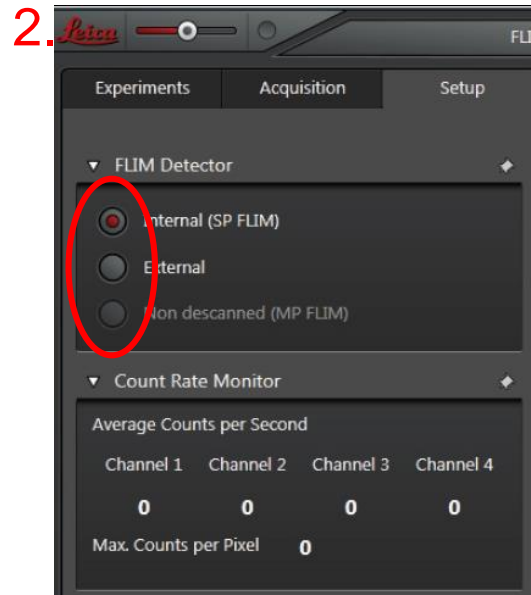 2.
Leica
FLI
Experiments Acquisition Setup
FLIM Detector
Internal (SP FLIM)
External
Non descanned (MP FLIM)
Count Rate Monitor
Average Counts per Second
Channel 1 Channel 2 Channel 3 Channel 4
0 0 0 0
Max. Counts per Pixel 0